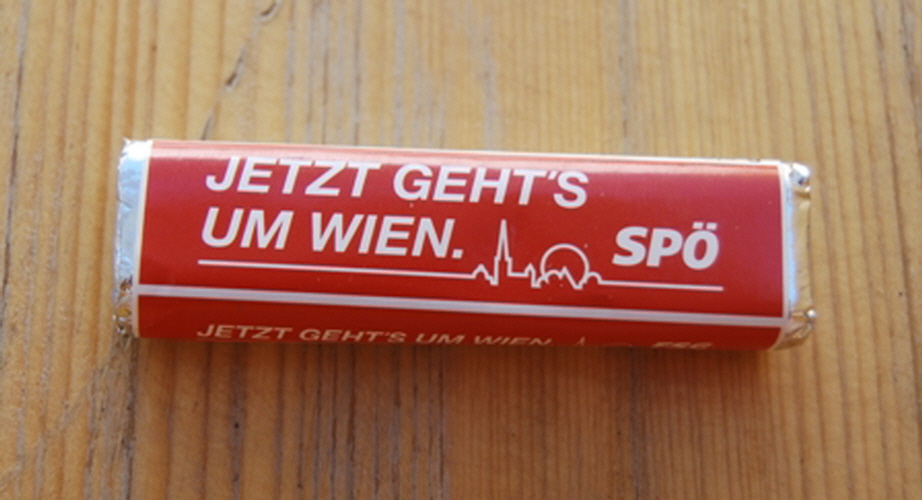 JETZT GEHT'S
UM WIEN.
SPÖ
JETZT GEHT'S UM WIEN.